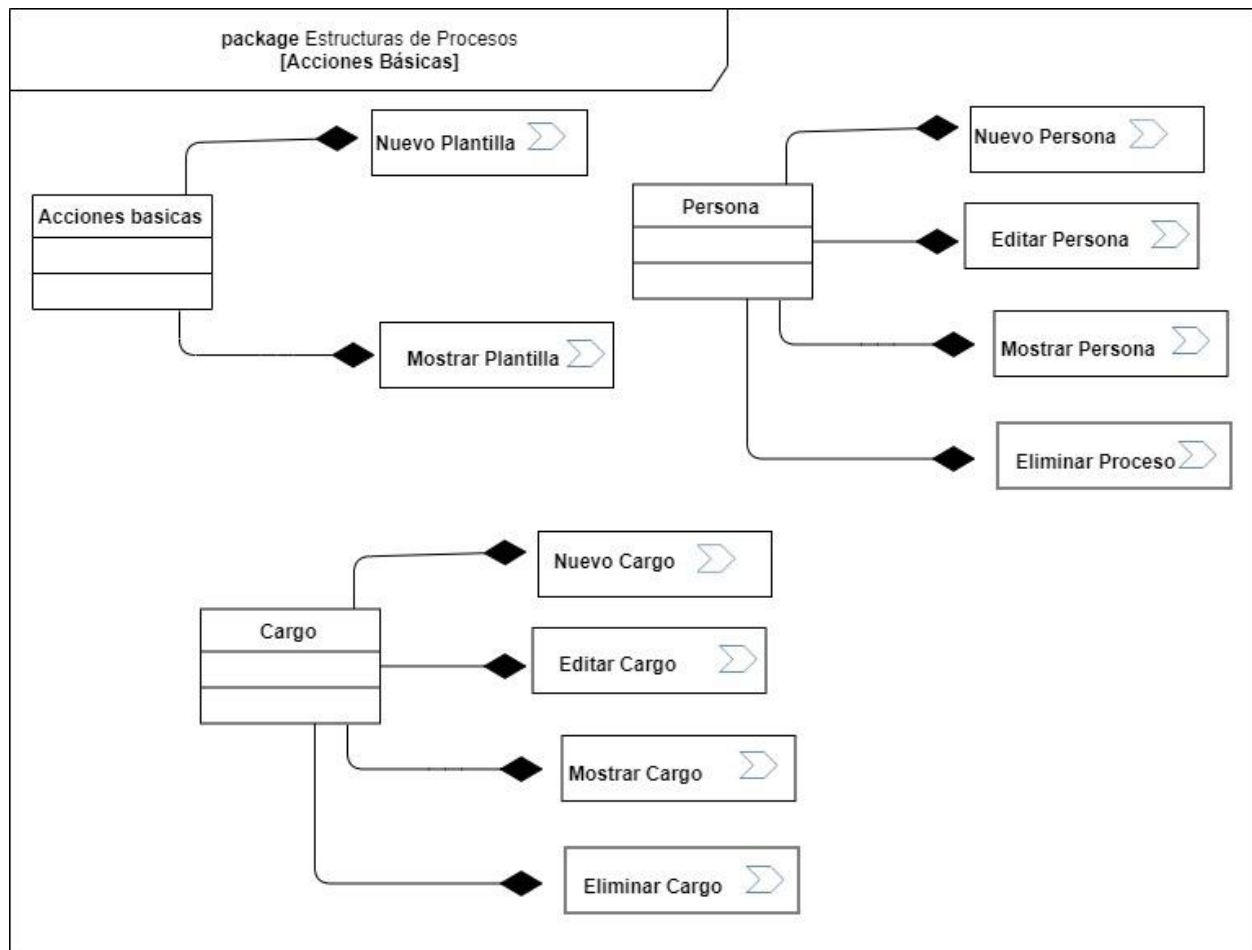 package Estructuras de Procesos
[Acciones Básicas]
Nuevo Plantilla
Acciones basicas
Mostrar Plantilla
Nuevo Persona
Persona
Editar Persona
Mostrar Persona
Eliminar Proceso
Nuevo Cargo
Cargo
Editar Cargo
Mostrar Cargo
Eliminar Cargo